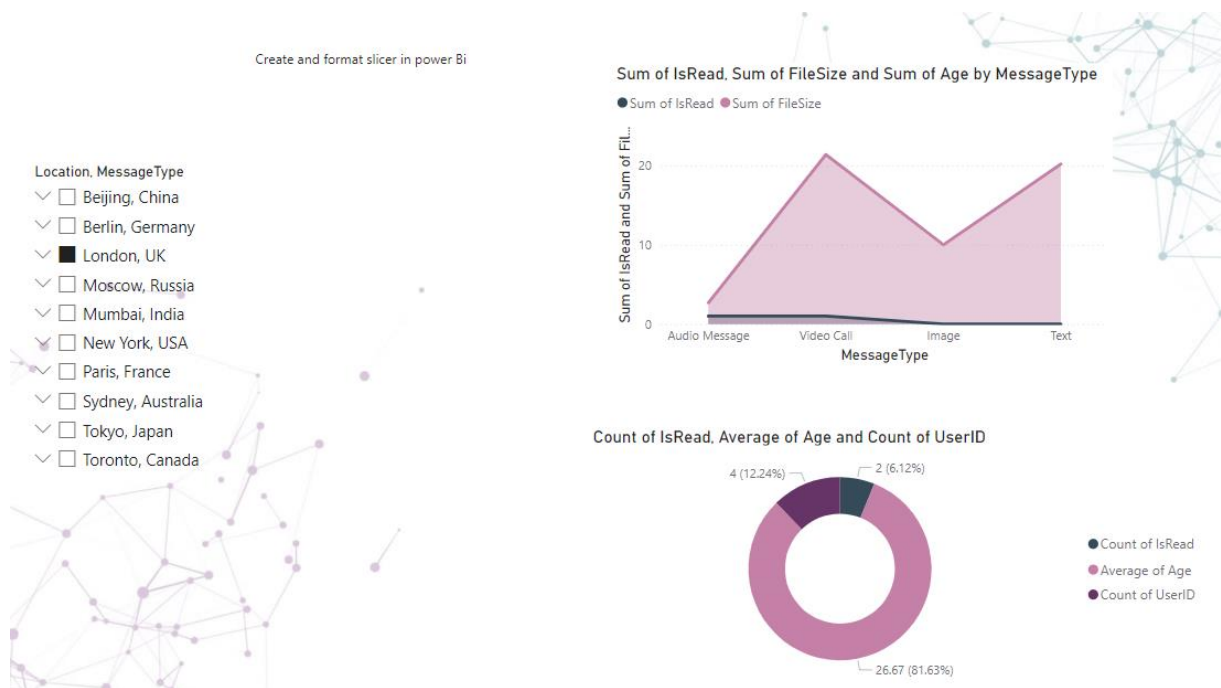 Create and format slicer in power Bi
Location, MessageType
Beijing, China
Berlin, Germany
London, UK
Moscow, Russia
Mumbai, India
New York, USA
Paris, France
Sydney, Australia
Tokyo, Japan
Toronto, Canada
Sum of IsRead, Sum of FileSize and Sum of Age by MessageType
Sum of IsRead Sum of FileSize
Sum of IsRead and Sum of Fil...
20
10
0
Audio Message Video Call Image Text
MessageType
Count of IsRead, Average of Age and Count of UserID
4 (12.24%) 2 (6.12%)
Count of IsRead
Average of Age
Count of UserID
26.67 (81.63%)